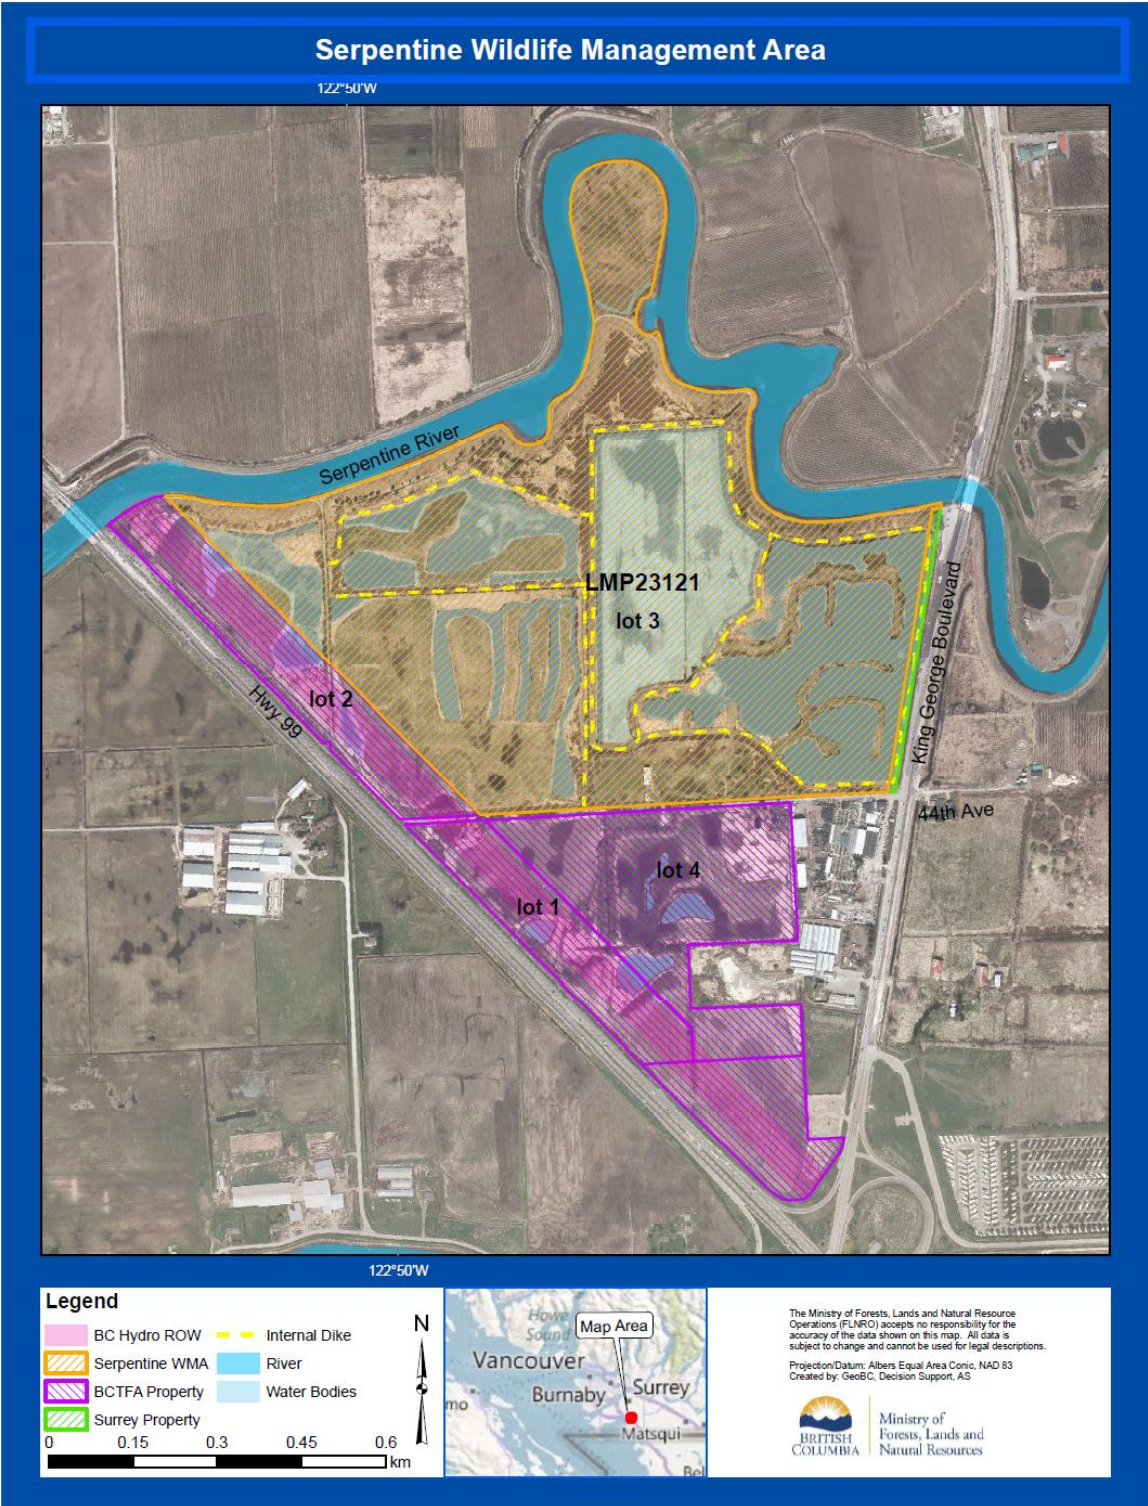 Serpentine Wildlife Management Area
122°50'W
Serpentine River
LMP23121
lot 3
King George Boulevard
lot 2
Hwy 99
44th Ave
lot 4
lot 1
122°50'W
Legend
BC Hydro ROW
Serpentine WMA
BCTFA Property
Surrey Property
Internal Dike
River
Water Bodies
N
0 0.15 0.3 0.45 0.6
km
Howe
Sound
Map Area
Vancouver
Burnaby
Surrey
mo
Matsqui
Bel
The Ministry of Forests, Lands and Natural Resource
Operations (FLNRO) accepts no responsibility for the
accuracy of the data shown on this map. All data is
subject to change and cannot be used for legal descriptions.
Projection/Datum: Albers Equal Area Conic, NAD 83
Created by: GeoBC, Decision Support, AS
BRITISH
COLUMBIA
Ministry of
Forests, Lands and
Natural Resources